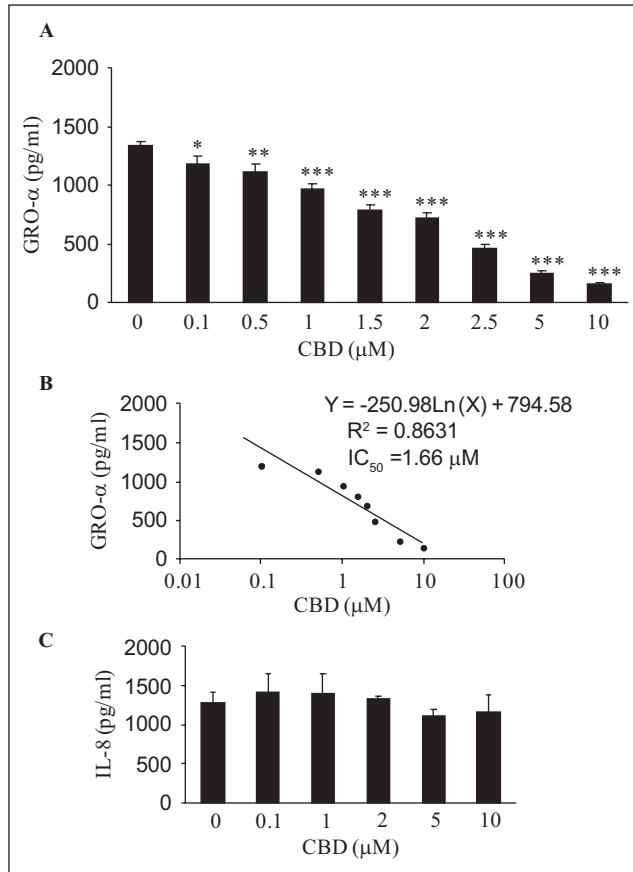 A
GRO-α (pg/ml)
2000
1500
1000
500
0
* ** *** *** *** *** *** ***
0 0.1 0.5 1 1.5 2 2.5 5 10
CBD (μM)
B
Y = -250.98Ln(X) + 794.58
R² = 0.8631
IC₅₀ =1.66 μM
GRO-α (pg/ml)
2000
1500
1000
500
0
0.01 0.1 1 10 100
CBD (μM)
C
IL-8 (pg/ml)
2000
1500
1000
500
0
0 0.1 1 2 5 10
CBD (μM)